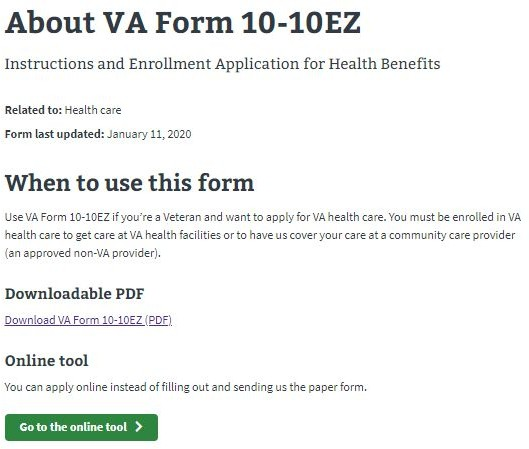 About VA Form 10-10EZ
Instructions and Enrollment Application for Health Benefits
Related to: Health care
Form last updated: January 11, 2020
When to use this form
Use VA Form 10-10EZ if you're a Veteran and want to apply for VA health care. You must be enrolled in VA
health care to get care at VA health facilities or to have us cover your care at a community care provider
(an approved non-VA provider).
Downloadable PDF
Download VA Form 10-10EZ (PDF)
Online tool
You can apply online instead of filling out and sending us the paper form.
Go to the online tool